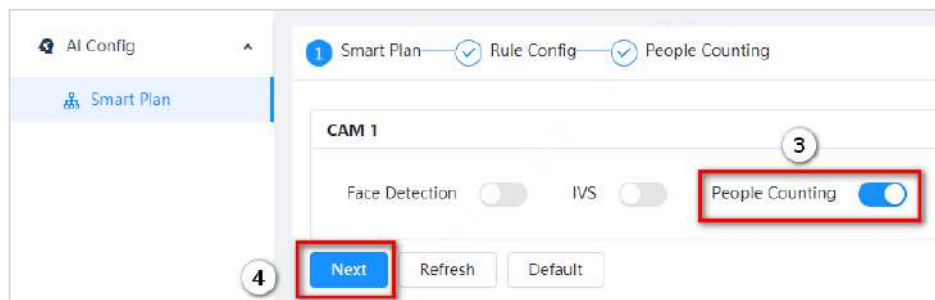 AI Config
Smart Plan
1 Smart Plan Rule Config People Counting
CAM 1
3
Face Detection IVS People Counting
4
Next Refresh Default